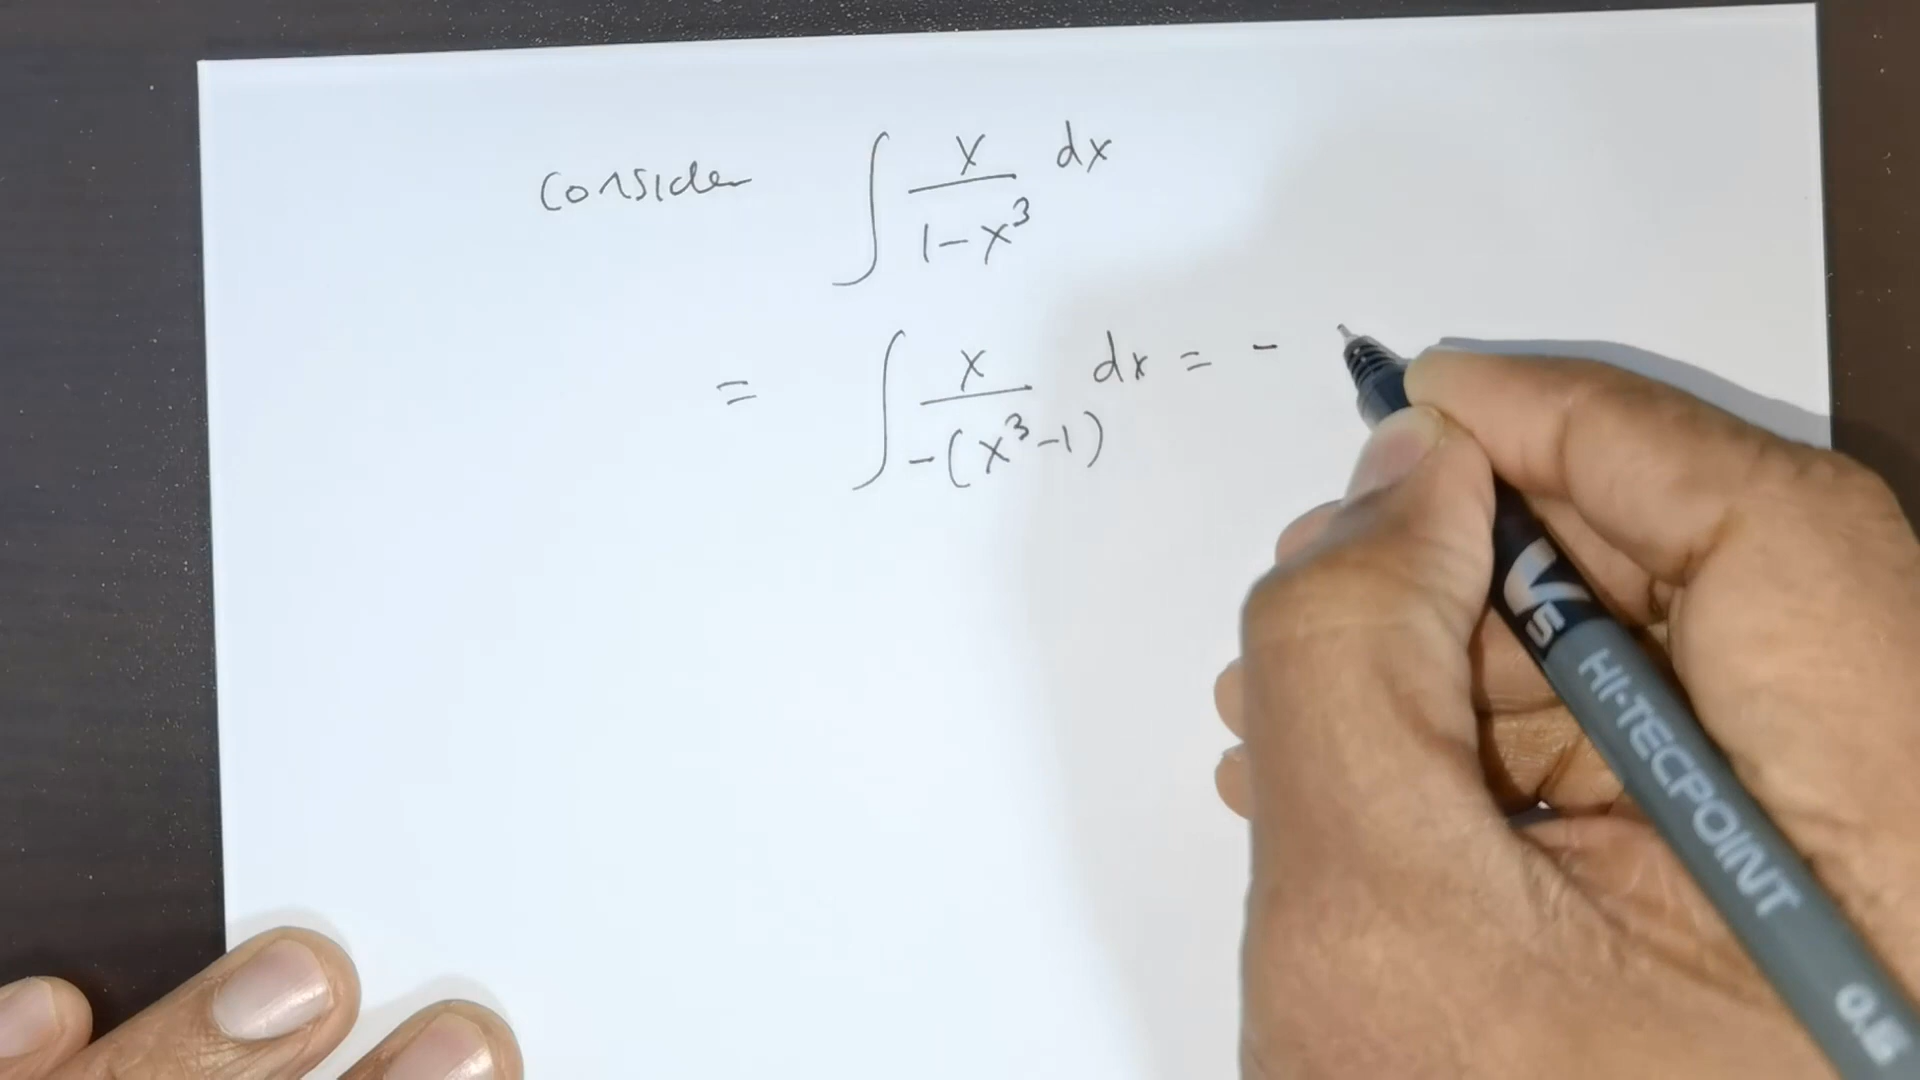 consider ∫ x/(1-x³) dx
= ∫ x/(-(x³-1)) dx = -
V5
HI-TECPOINT
0.5